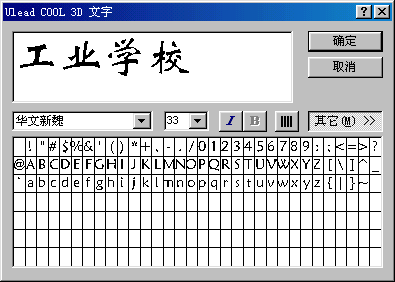 Ulead COOL 3D 文字
工业学校
确定
取消
华文新魏 33 I B 其它(M) >>
! " # $ % & ' ( ) * + , - . / 0 1 2 3 4 5 6 7 8 9 : ; < = > ?
@ A B C D E F G H I J K L M N O P Q R S T U V W X Y Z [ \ ] ^ _
` a b c d e f g h i j k l m n o p q r s t u v w x y z { | } ~